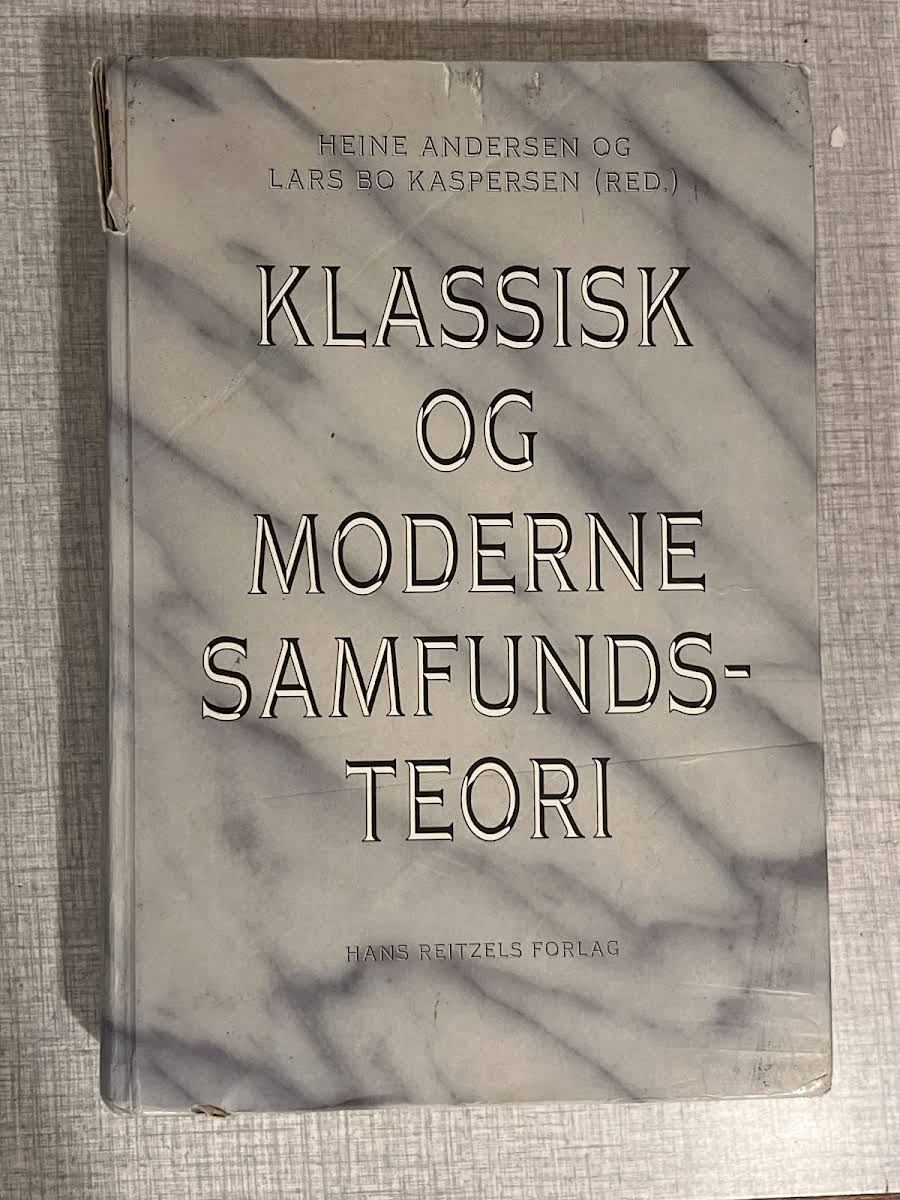 HEINE ANDERSEN OG
LARS BO KASPERSEN (RED.)
KLASSISK
OG
MODERNE
SAMFUNDS-
TEORI
HANS REITZELS FORLAG